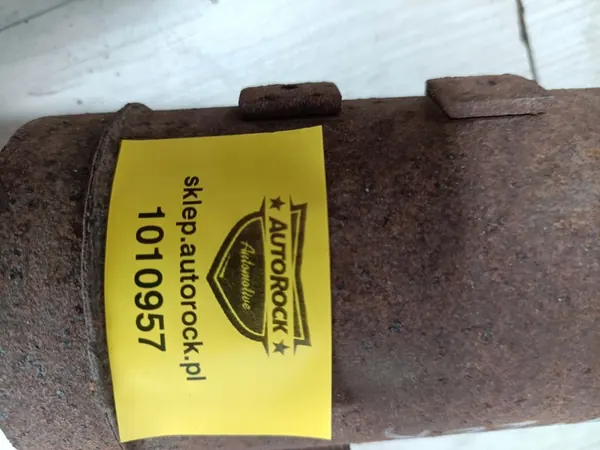 ★ AUTOROCK ★
Automotive
sklep.autorock.pl
1010957